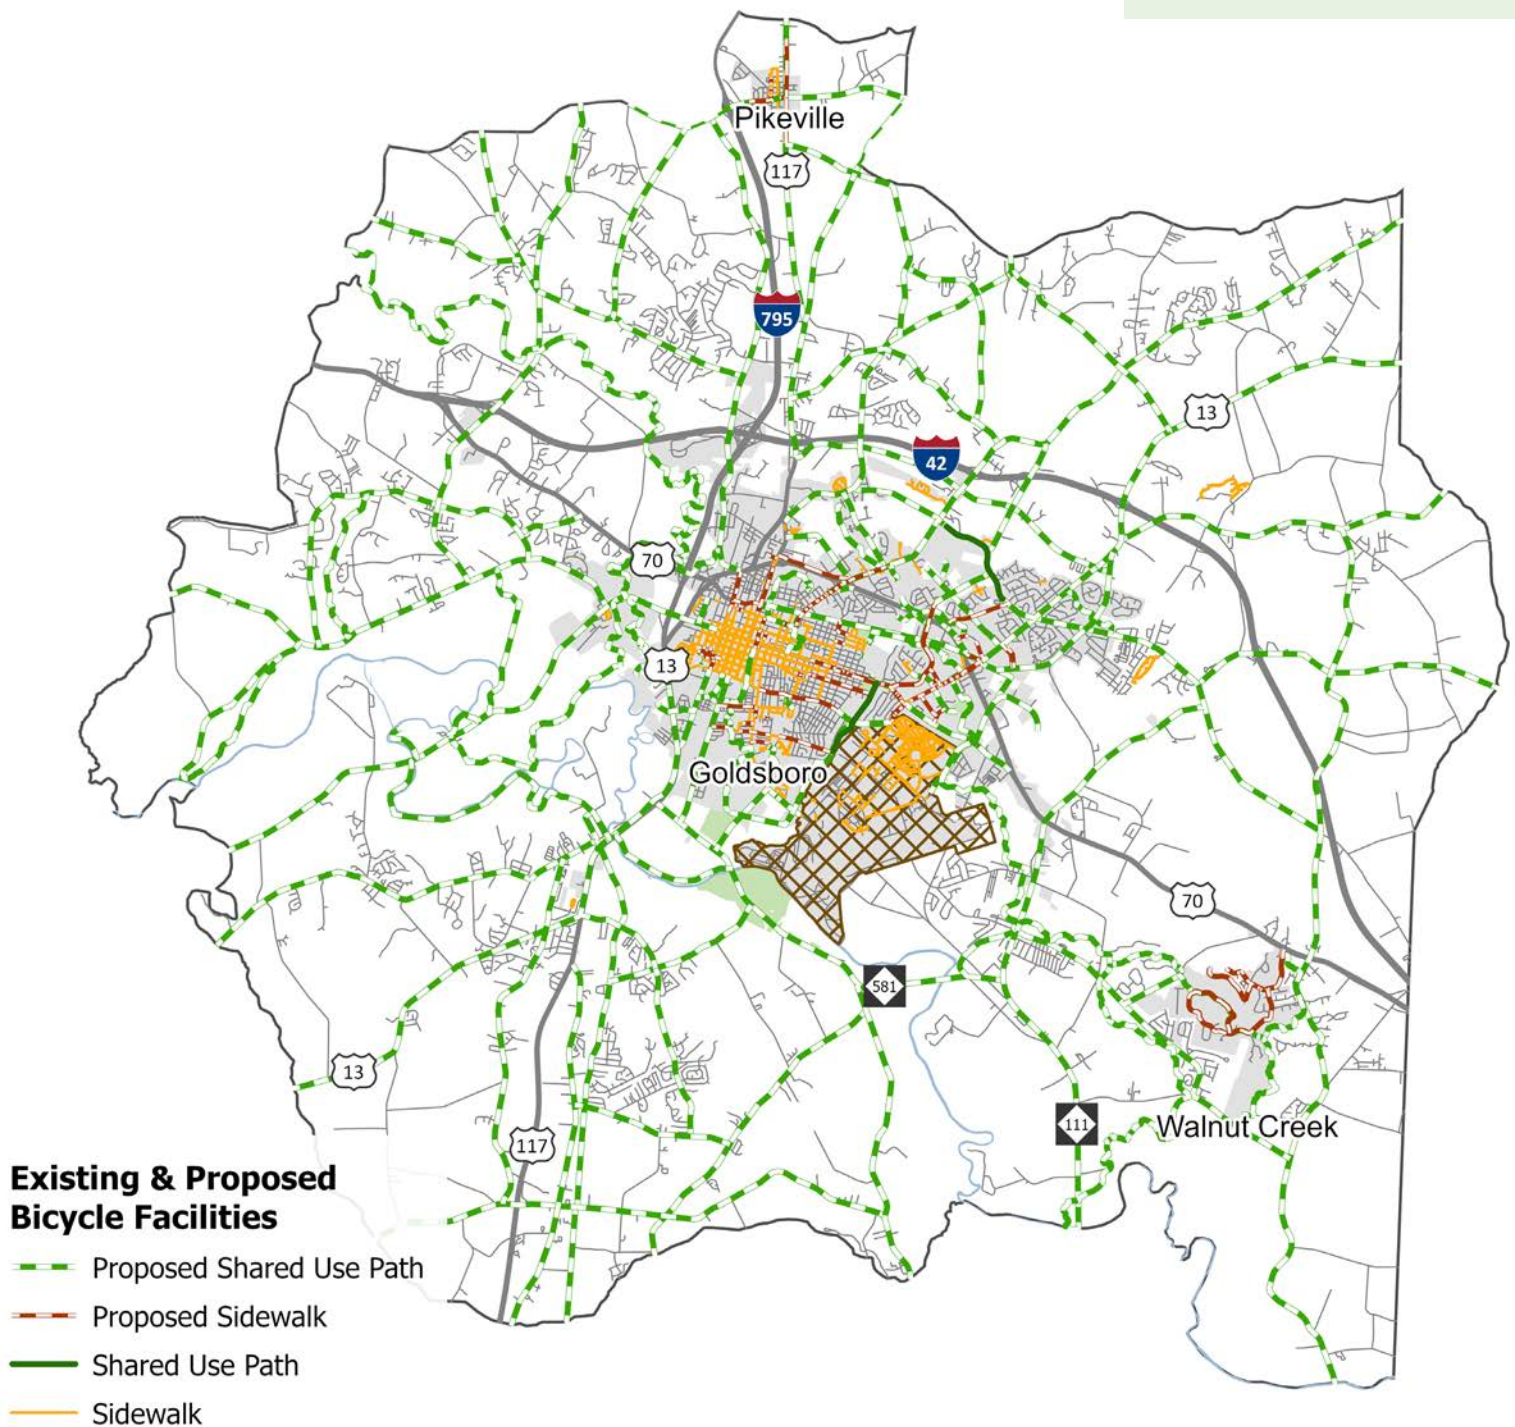 Pikeville
117
795
13
42
70
13
Goldsboro
70
581
13
111
Walnut Creek
117
Existing & Proposed
Bicycle Facilities
Proposed Shared Use Path
Proposed Sidewalk
Shared Use Path
Sidewalk